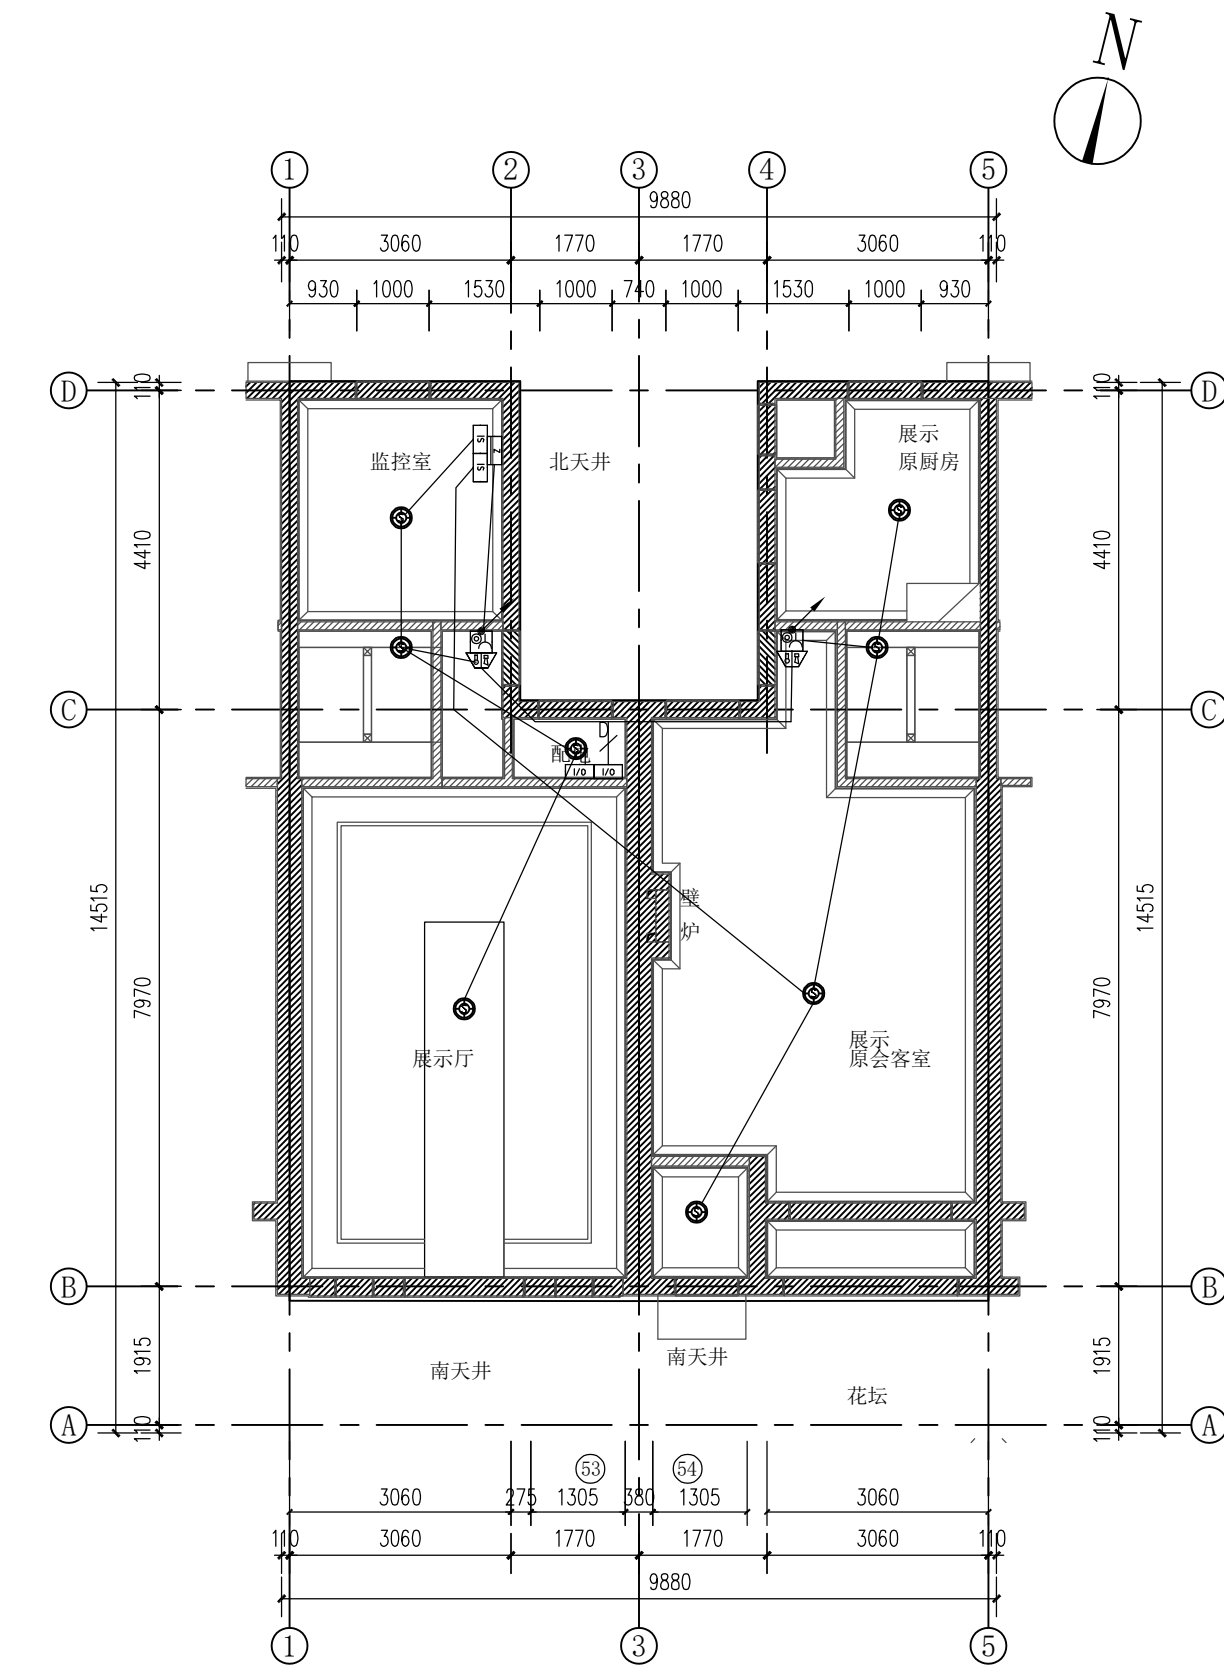 N
1 2 3 4 5
9880
110 3060 1770 1770 3060 110
930 1000 1530 1000 740 1000 1530 1000 930
D 110 110 D
监控室
北天井
展示
原厨房
IS
IS
Z
4410 4410
C C
D
配电
I/O I/O
14515 14515
壁
炉
7970 7970
展示
原会客室
展示厅
B B
1915 1915
南天井
南天井
花坛
A 110 110 A
53 54
3060 275 1305 380 1305 3060
110 3060 1770 1770 3060 110
9880
1 3 5